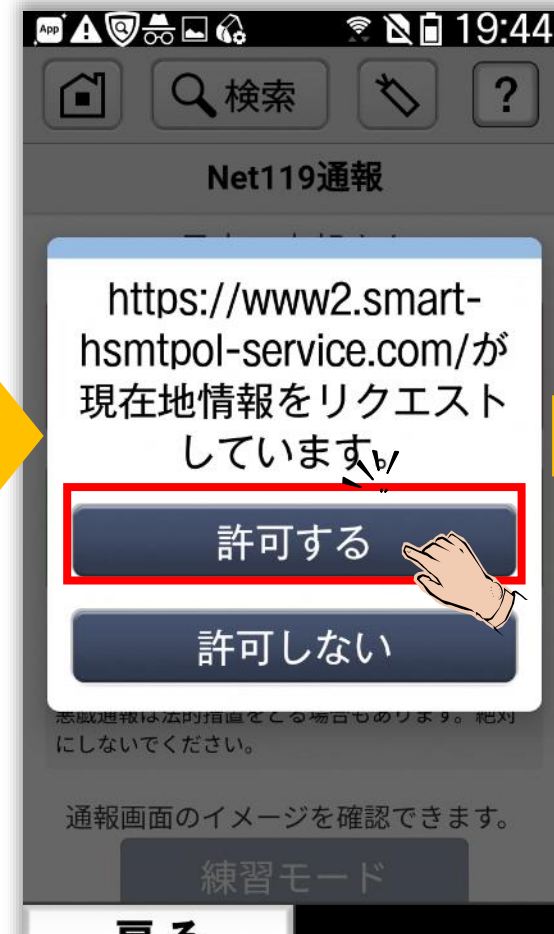 App 19:44
検索 ?
Net119通報
https://www2.smart-
hsmtpol-service.com/が
現在地情報をリクエスト
しています。
許可する
許可しない
悪戯通報は法的措置をとる場合もあります。絶対
にしないでください。
通報画面のイメージを確認できます。
練習モード
戻る